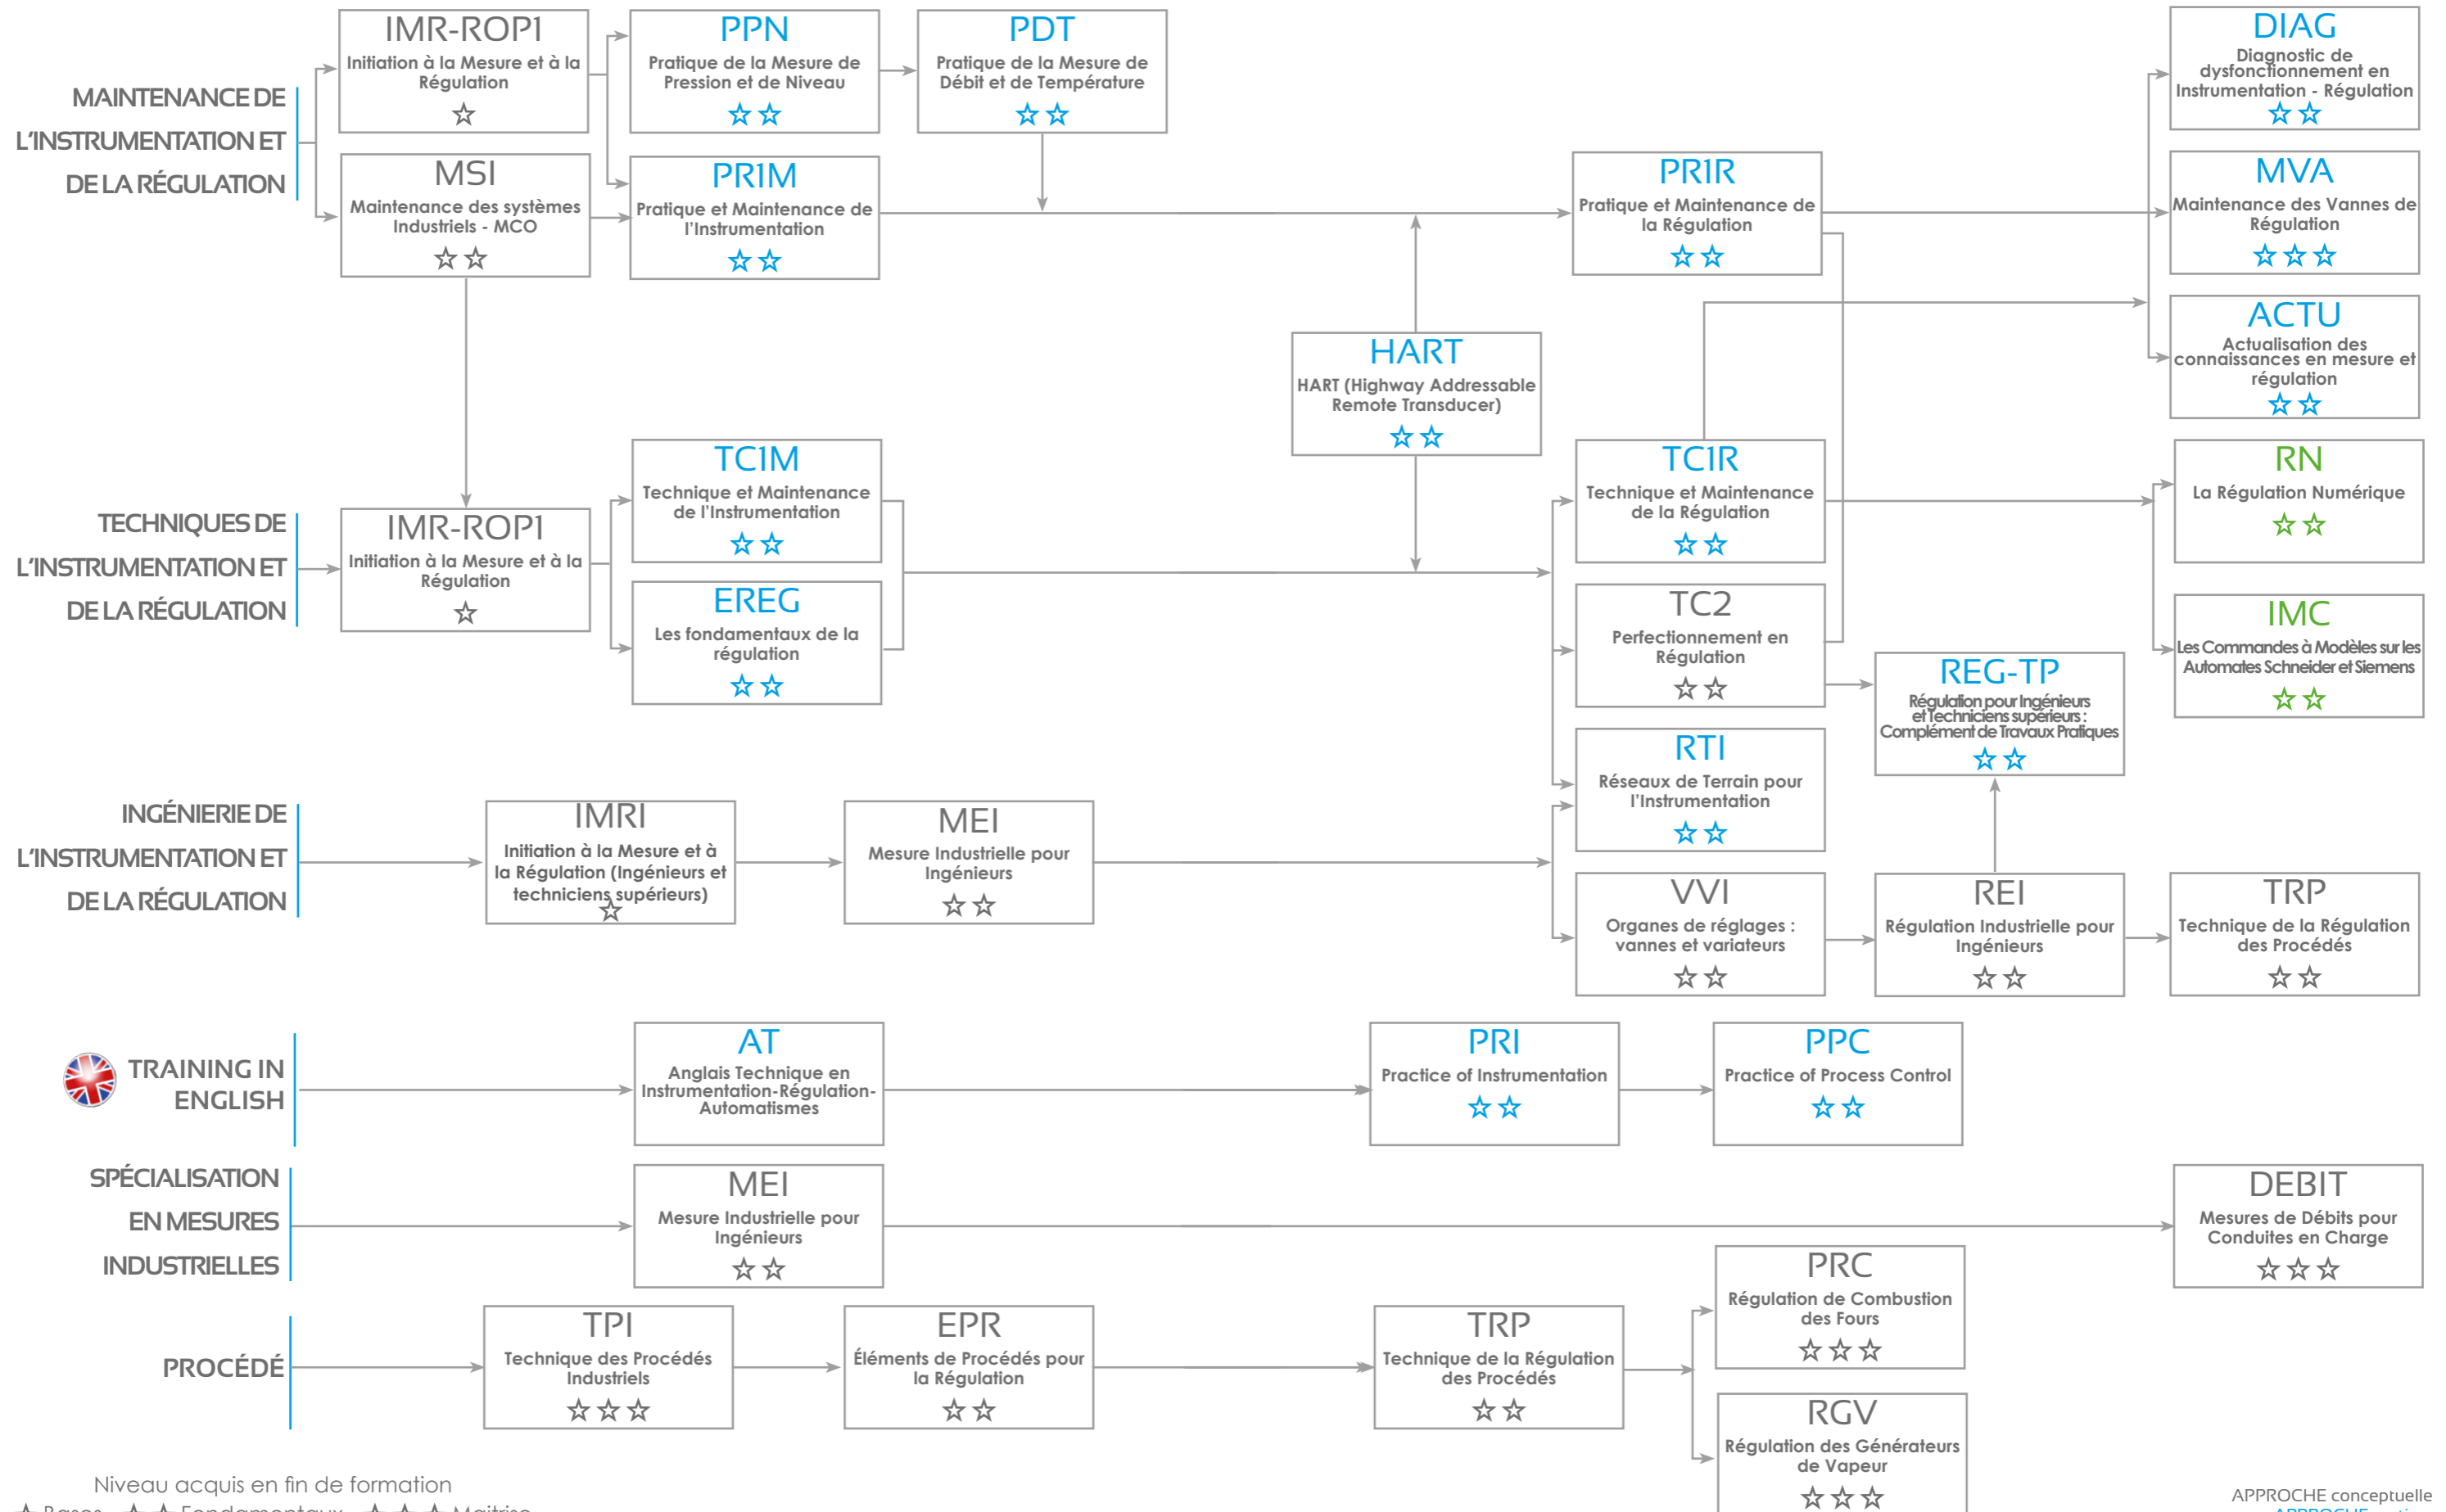 MAINTENANCE DE
L'INSTRUMENTATION ET
DE LA RÉGULATION
IMR-ROP1
Initiation à la Mesure et à la
Régulation
MSI
Maintenance des systèmes
Industriels - MCO
PPN
Pratique de la Mesure de
Pression et de Niveau
PR1M
Pratique et Maintenance de
l'Instrumentation
PDT
Pratique de la Mesure de
Débit et de Température
HART
HART (Highway Addressable
Remote Transducer)
PR1R
Pratique et Maintenance de
la Régulation
DIAG
Diagnostic de
dysfonctionnement en
Instrumentation - Régulation
MVA
Maintenance des Vannes de
Régulation
ACTU
Actualisation des
connaissances en mesure et
régulation
TECHNIQUES DE
L'INSTRUMENTATION ET
DE LA RÉGULATION
IMR-ROP1
Initiation à la Mesure et à la
Régulation
TC1M
Technique et Maintenance
de l'Instrumentation
EREG
Les fondamentaux de la
régulation
TC1R
Technique et Maintenance
de la Régulation
TC2
Perfectionnement en
Régulation
RTI
Réseaux de Terrain pour
l'Instrumentation
REG-TP
Régulation pour Ingénieurs
et Techniciens supérieurs :
Complément de Travaux Pratiques
RN
La Régulation Numérique
IMC
Les Commandes à Modèles sur les
Automates Schneider et Siemens
INGÉNIERIE DE
L'INSTRUMENTATION ET
DE LA RÉGULATION
IMRI
Initiation à la Mesure et à
la Régulation (Ingénieurs et
techniciens supérieurs)
MEI
Mesure Industrielle pour
Ingénieurs
VVI
Organes de réglages :
vannes et variateurs
REI
Régulation Industrielle pour
Ingénieurs
TRP
Technique de la Régulation
des Procédés
TRAINING IN
ENGLISH
AT
Anglais Technique en
Instrumentation-Régulation-
Automatismes
PRI
Practice of Instrumentation
PPC
Practice of Process Control
SPÉCIALISATION
EN MESURES
INDUSTRIELLES
MEI
Mesure Industrielle pour
Ingénieurs
DEBIT
Mesures de Débits pour
Conduites en Charge
PROCÉDÉ
TPI
Technique des Procédés
Industriels
EPR
Éléments de Procédés pour
la Régulation
TRP
Technique de la Régulation
des Procédés
PRC
Régulation de Combustion
des Fours
RGV
Régulation des Générateurs
de Vapeur
Niveau acquis en fin de formation
Bases Fondamentaux Maitrise
APPROCHE conceptuelle
APPROCHE